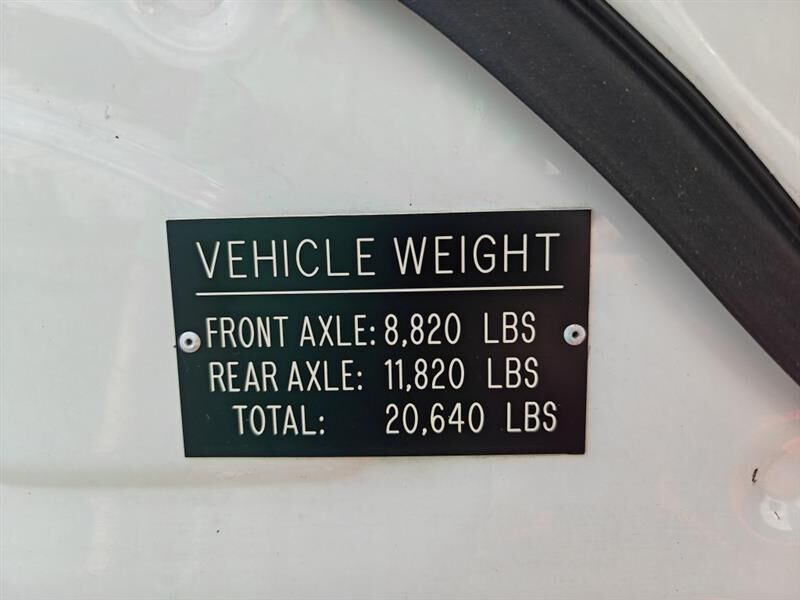 VEHICLE WEIGHT
FRONT AXLE: 8,820 LBS
REAR AXLE: 11,820 LBS
TOTAL: 20,640 LBS